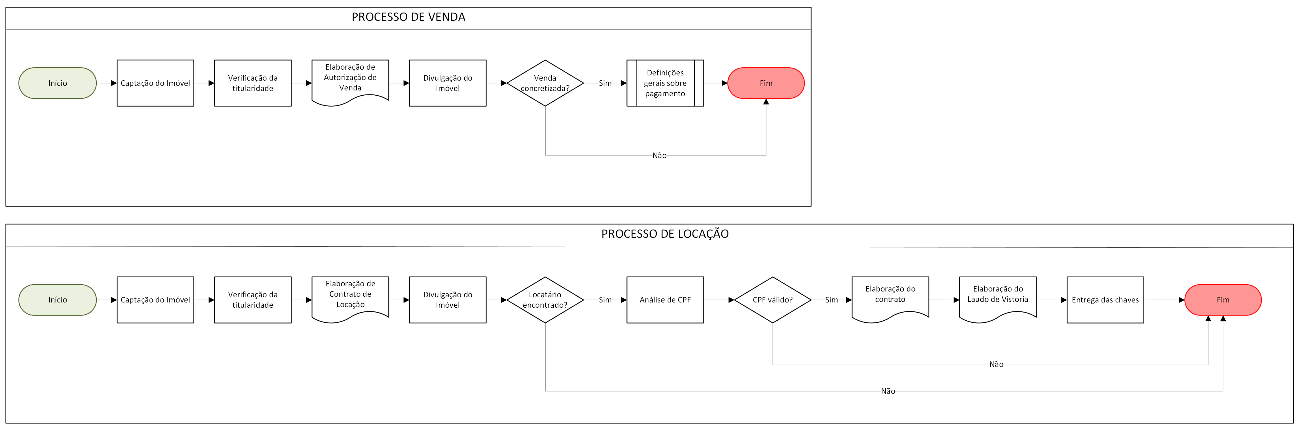 PROCESSO DE VENDA
Início
Captação do Imóvel
Verificação da
titularidade
Elaboração de
Autorização de
Venda
Divulgação do
Imóvel
Venda
concretizada?
Sim
Definições
gerais sobre
pagamento
Fim
Não
PROCESSO DE LOCAÇÃO
Início
Captação do Imóvel
Verificação da
titularidade
Elaboração de
Contrato de
Locação
Divulgação do
Imóvel
Locatário
encontrado?
Sim
Análise de CPF
CPF válido?
Sim
Elaboração do
contrato
Elaboração do
Laudo de Vistoria
Entrega das chaves
Fim
Não
Não